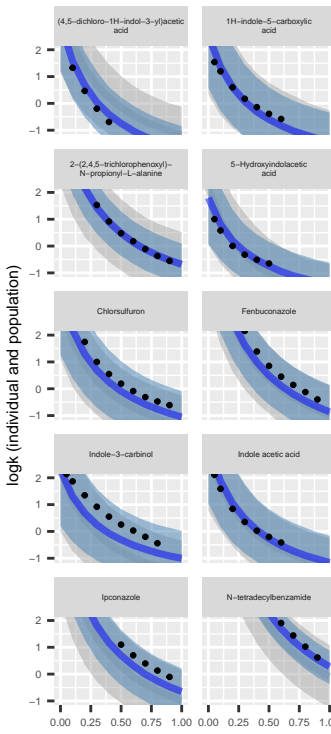 (4,5−dichloro−1H−indol−3−yl)acetic
acid
1H−indole−5−carboxylic
acid
2
1
0
−1
2−(2,4,5−trichlorophenoxyl)−
N−propionyl−L−alanine
5−Hydroxyindolacetic
acid
2
1
0
−1
Chlorsulfuron
Fenbuconazole
2
1
0
−1
Indole−3−carbinol
Indole acetic acid
2
1
0
−1
Ipconazole
N−tetradecylbenzamide
2
1
0
−1
0.00 0.25 0.50 0.75 1.00
0.00 0.25 0.50 0.75 1.00
logk (individual and population)